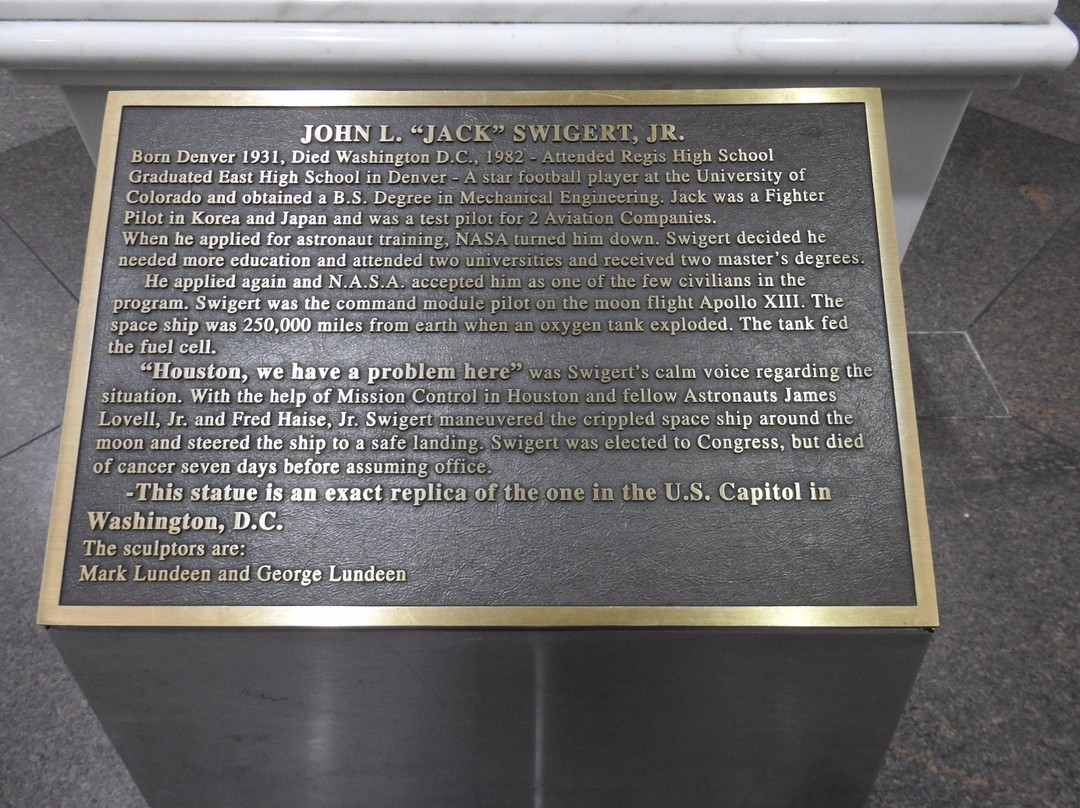 JOHN L. “JACK” SWIGERT, JR.
Born Denver 1931, Died Washington D.C., 1982 - Attended Regis High School
Graduated East High School in Denver - A star football player at the University of
Colorado and obtained a B.S. Degree in Mechanical Engineering. Jack was a Fighter
Pilot in Korea and Japan and was a test pilot for 2 Aviation Companies.
When he applied for astronaut training, NASA turned him down. Swigert decided he
needed more education and attended two universities and received two master’s degrees.
He applied again and N.A.S.A. accepted him as one of the few civilians in the
program. Swigert was the command module pilot on the moon flight Apollo XIII. The
space ship was 250,000 miles from earth when an oxygen tank exploded. The tank fed
the fuel cell.
“Houston, we have a problem here” was Swigert’s calm voice regarding the
situation. With the help of Mission Control in Houston and fellow Astronauts James
Lovell, Jr. and Fred Haise, Jr. Swigert maneuvered the crippled space ship around the
moon and steered the ship to a safe landing. Swigert was elected to Congress, but died
of cancer seven days before assuming office.
-This statue is an exact replica of the one in the U.S. Capitol in
Washington, D.C.
The sculptors are:
Mark Lundeen and George Lundeen